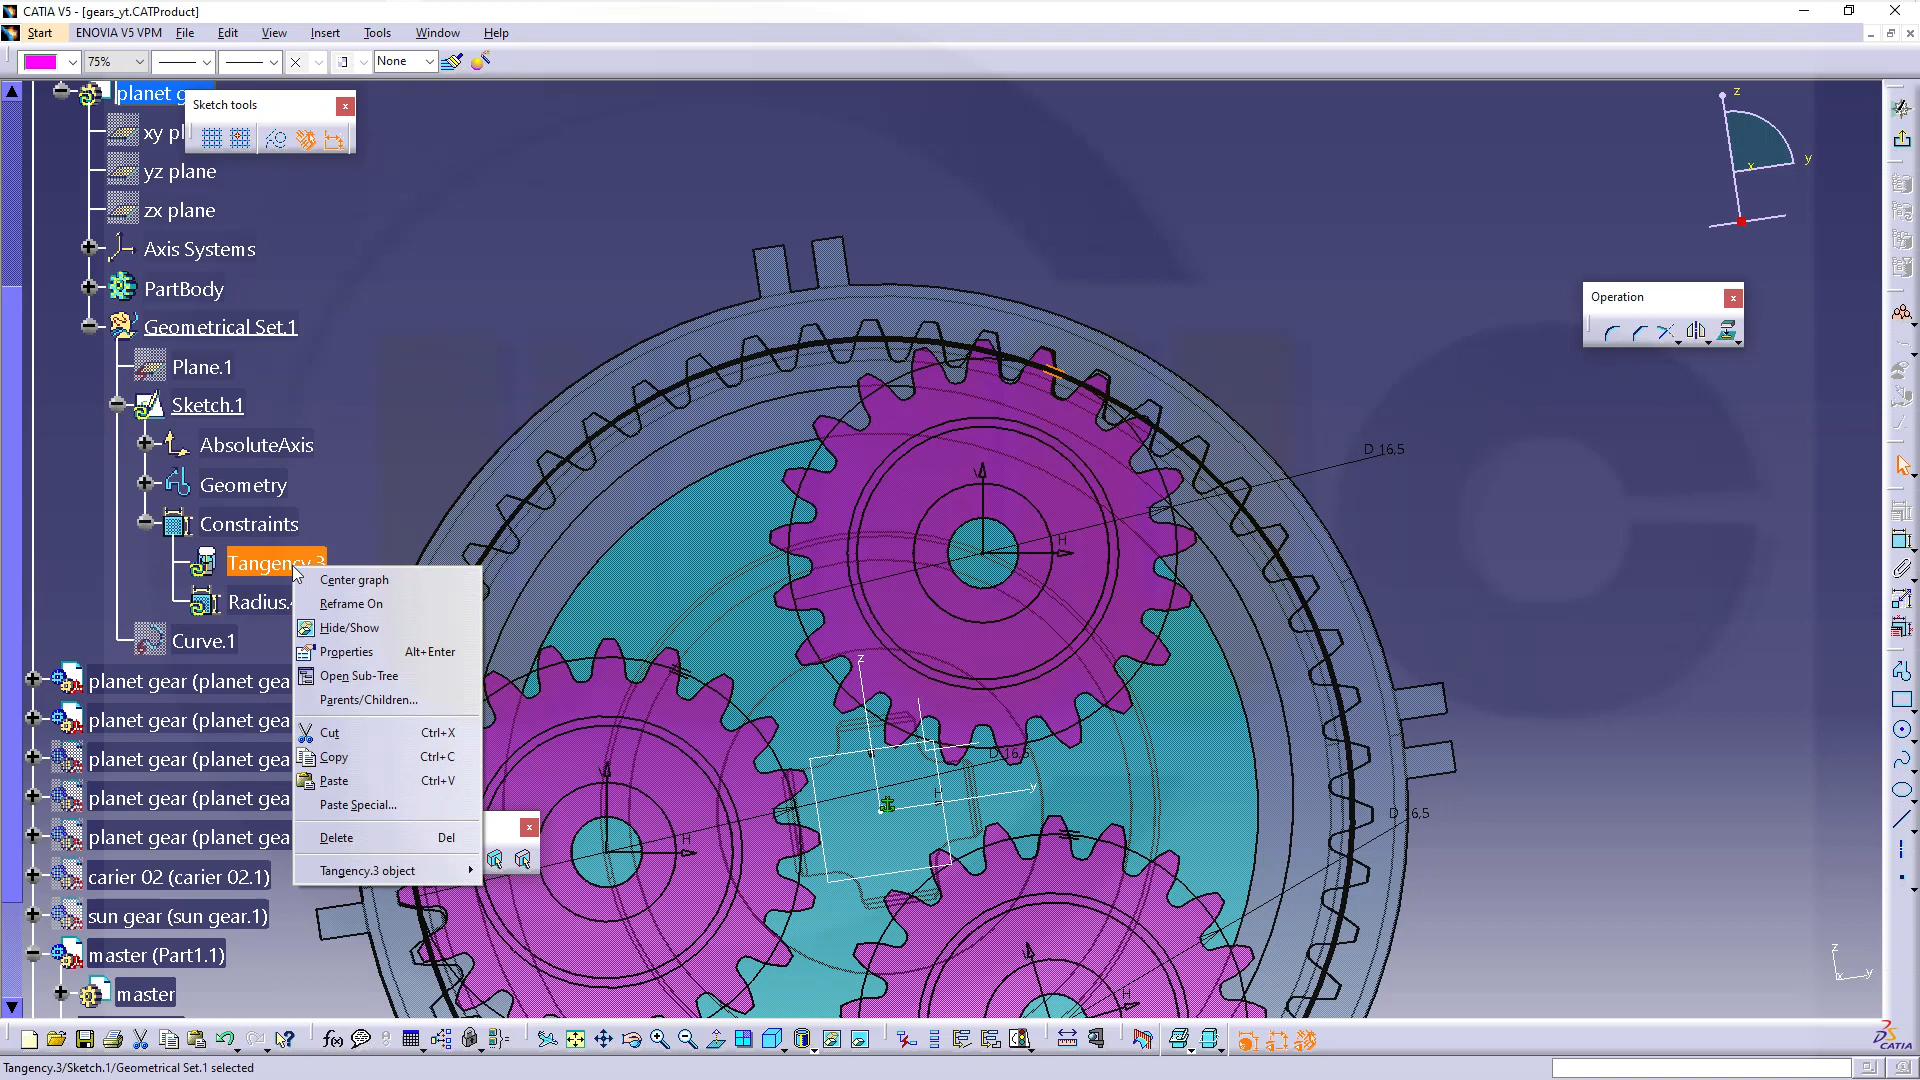 CATIA V5 - [gears_yt.CATProduct]
Start
ENOVIA V5 VPM
File
Edit
View
Insert
Tools
Window
Help
75%
None
planet g
Sketch tools
xy pl
yz plane
zx plane
Axis Systems
PartBody
Geometrical Set.1
Plane.1
Sketch.1
AbsoluteAxis
Geometry
Constraints
Tangency.3
Radius.
Curve.1
planet gear (planet gea
planet gear (planet gea
planet gear (planet gea
planet gear (planet gea
planet gear (planet gea
carier 02 (carier 02.1)
sun gear (sun gear.1)
master (Part1.1)
master
Center graph
Reframe On
Hide/Show
Properties Alt+Enter
Open Sub-Tree
Parents/Children...
Cut Ctrl+X
Copy Ctrl+C
Paste Ctrl+V
Paste Special...
Delete Del
Tangency.3 object
Operation
D 16,5
D 16,5
D 16,5
H
V
H
V
H
H
z
y
z
y
x
z
y
x
CATIA
Tangency.3/Sketch.1/Geometrical Set.1 selected